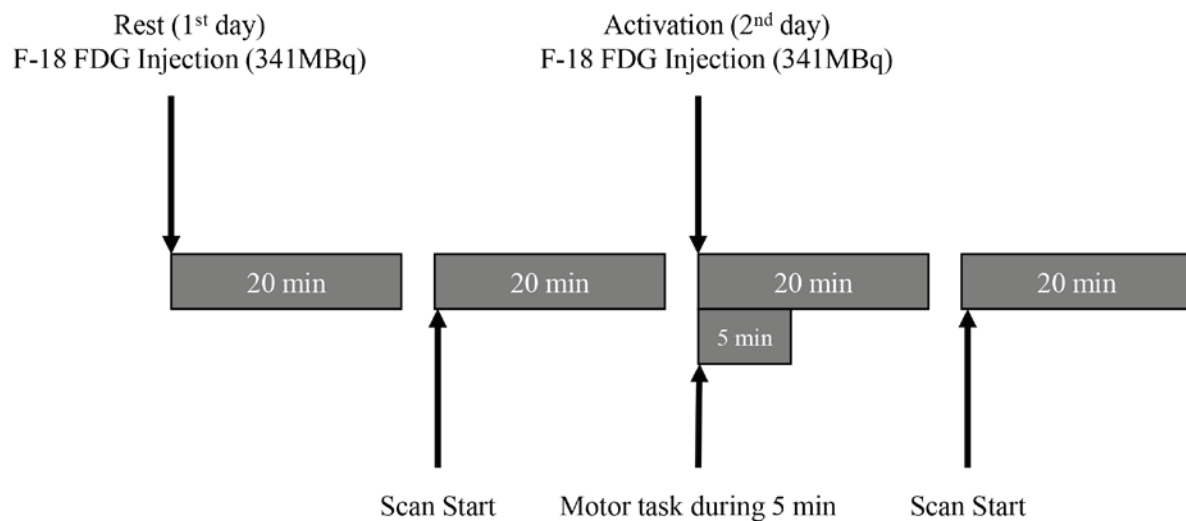 Rest (1st day)
F-18 FDG Injection (341MBq)
Activation (2nd day)
F-18 FDG Injection (341MBq)
20 min
20 min
20 min
20 min
5 min
Scan Start
Motor task during 5 min
Scan Start